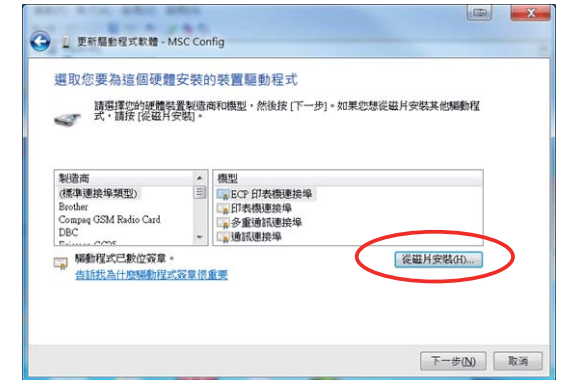 更新驅動程式軟體 - MSC Config
選取您要為這個硬體安裝的裝置驅動程式
請選擇您的硬體裝置製造商和機型，然後按 [下一步]。如果您想從磁片安裝其他驅動程
式，請按 [從磁片安裝]。
製造商
(標準連接埠類型)
Brother
Compaq GSM Radio Card
DBC
機型
ECP 印表機連接埠
印表機連接埠
多重通訊連接埠
通訊連接埠
驅動程式已數位簽章。
告訴我為什麼驅動程式簽章很重要
從磁片安裝(H)...
下一步(N)
取消